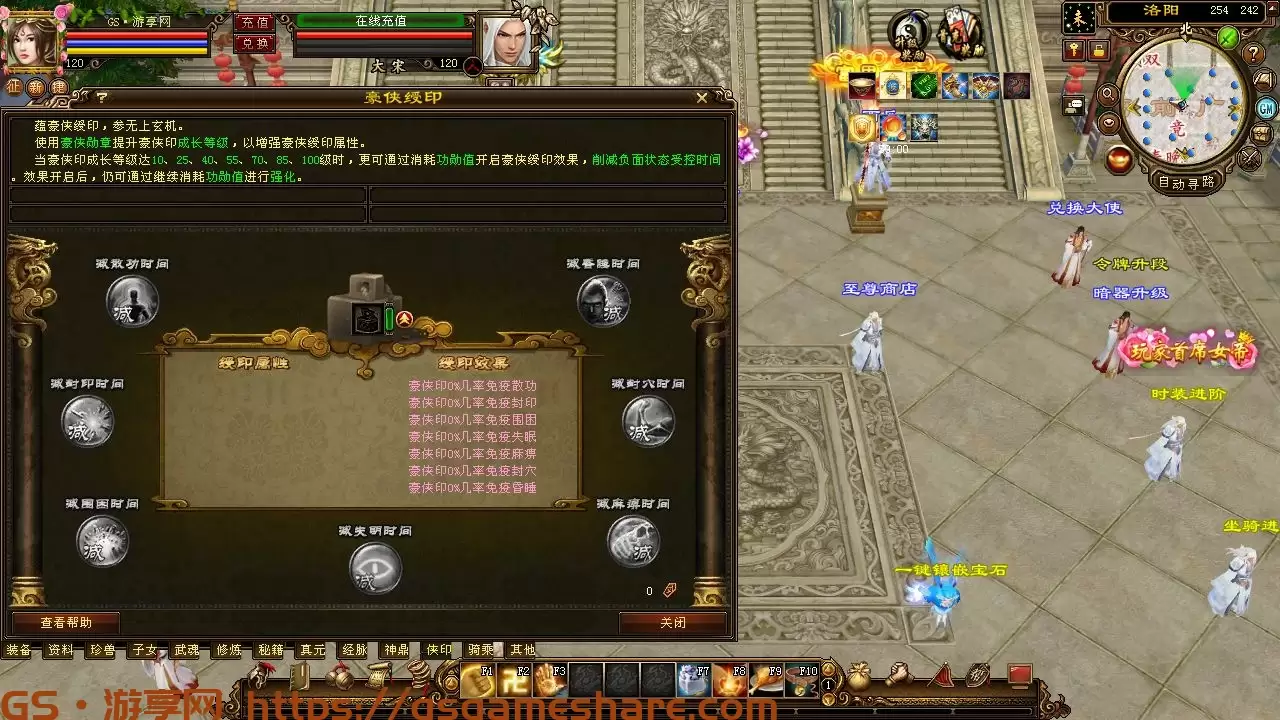 GS·游享网
充值
兑换
在线充值
120
大宋
120
洛阳
254 242
北
自动寻路
豪侠绶印
蕴豪侠绶印，参无上玄机。
使用豪侠勋章提升豪侠印成长等级，以增强豪侠绶印属性。
当豪侠印成长等级达10、25、40、55、70、85、100级时，更可通过消耗功勋值开启豪侠绶印效果，削减负面状态受控时间
。效果开启后，仍可通过继续消耗功勋值进行强化。
减散功时间
减昏睡时间
绶印属性
绶印效果
减封印时间
减封穴时间
豪侠印0%几率免疫散功
豪侠印0%几率免疫封印
豪侠印0%几率免疫围困
豪侠印0%几率免疫失眠
豪侠印0%几率免疫麻痹
豪侠印0%几率免疫封穴
豪侠印0%几率免疫昏睡
减围困时间
减失明时间
减麻痹时间
0
查看帮助
关闭
兑换大使
令牌升段
至尊商店
暗器升级
玩家首席女帝
时装进阶
坐骑进
一键镶嵌宝石
装备 资料 珍兽 子女 武魂 修炼 秘籍 真元 经脉 神鼎 侠印 骑乘 其他
F1 F2 F3 F7 F8 F9 F10
GS·游享网 https://gsgameshare.com